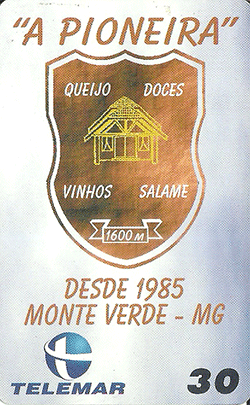 "A PIONEIRA"
QUEIJO DOCES
VINHOS SALAME
1600 M
DESDE 1985
MONTE VERDE - MG
TELEMAR 30